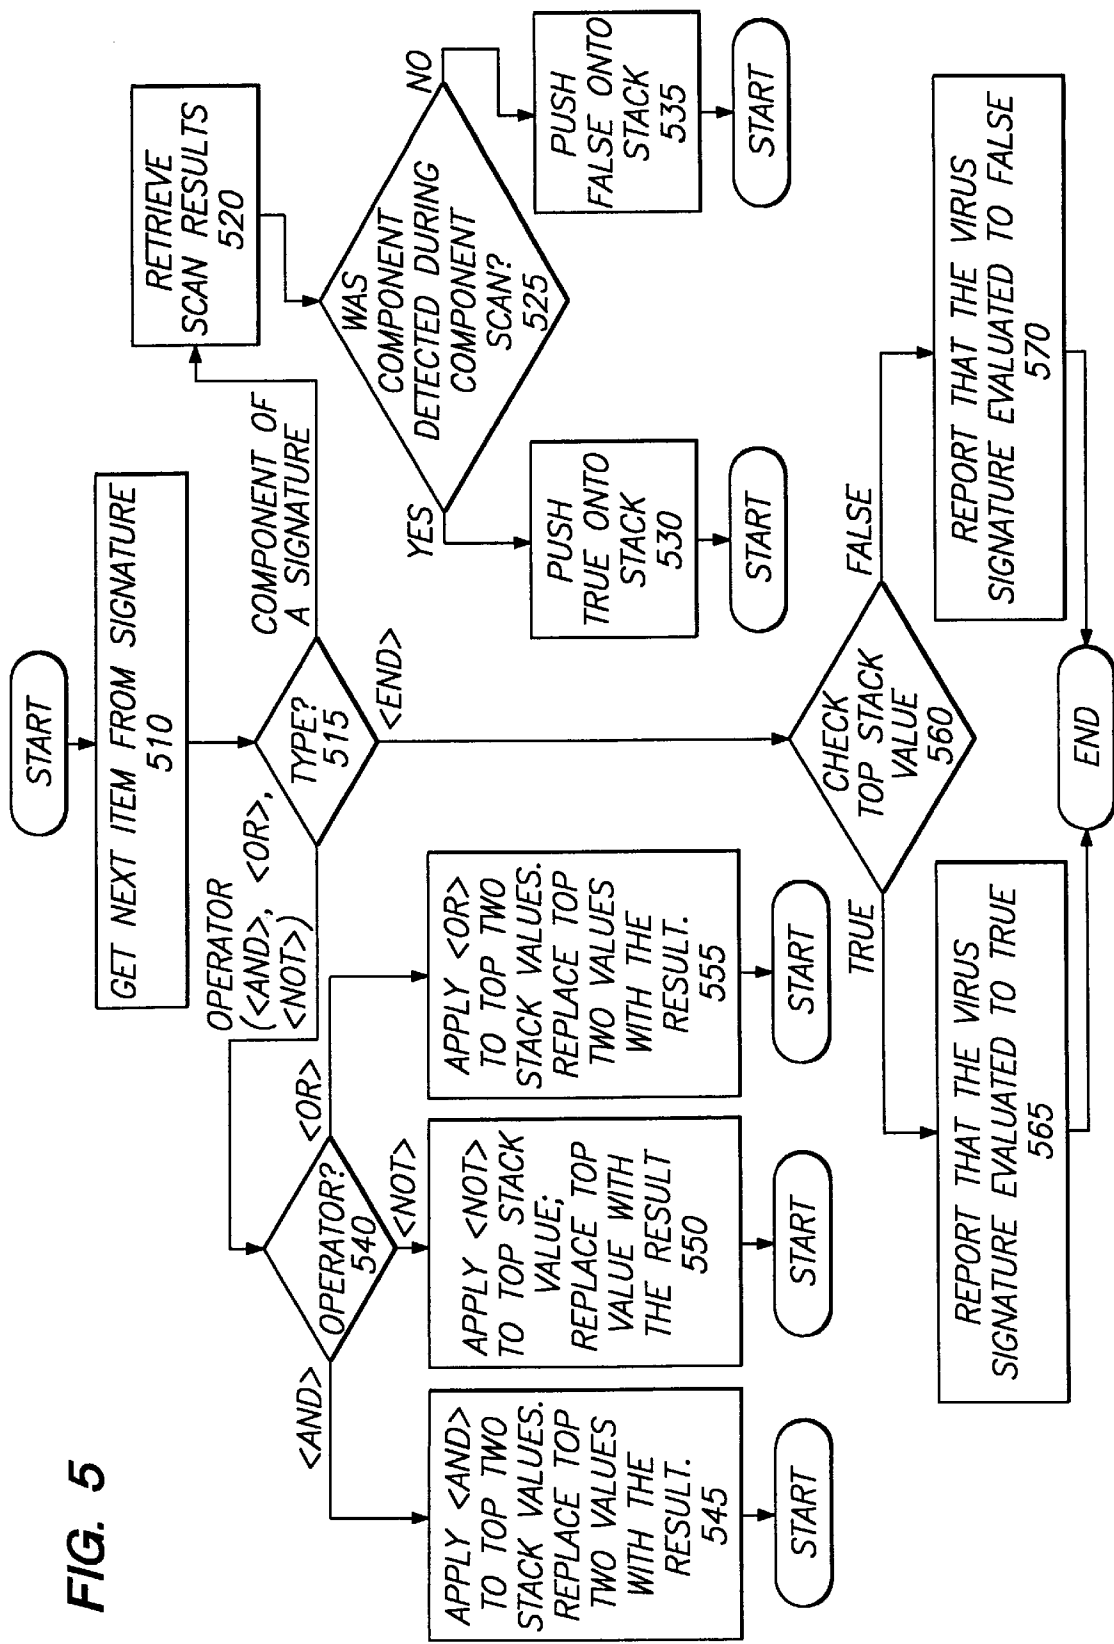 FIG. 5
START
GET NEXT ITEM FROM SIGNATURE
510
TYPE?
515
OPERATOR
(<AND>, <OR>,
<NOT>)
COMPONENT OF
A SIGNATURE
<END>
RETRIEVE
SCAN RESULTS
520
WAS
COMPONENT
DETECTED DURING
COMPONENT
SCAN?
525
YES
NO
PUSH
TRUE ONTO
STACK
530
START
PUSH
FALSE ONTO
STACK
535
START
OPERATOR?
540
<AND>
<NOT>
<OR>
APPLY <AND>
TO TOP TWO
STACK VALUES.
REPLACE TOP
TWO VALUES
WITH THE
RESULT.
545
START
APPLY <NOT>
TO TOP STACK
VALUE;
REPLACE TOP
VALUE WITH
THE RESULT
550
START
APPLY <OR>
TO TOP TWO
STACK VALUES.
REPLACE TOP
TWO VALUES
WITH THE
RESULT.
555
START
CHECK
TOP STACK
VALUE
560
TRUE
FALSE
REPORT THAT THE VIRUS
SIGNATURE EVALUATED TO TRUE
565
REPORT THAT THE VIRUS
SIGNATURE EVALUATED TO FALSE
570
END